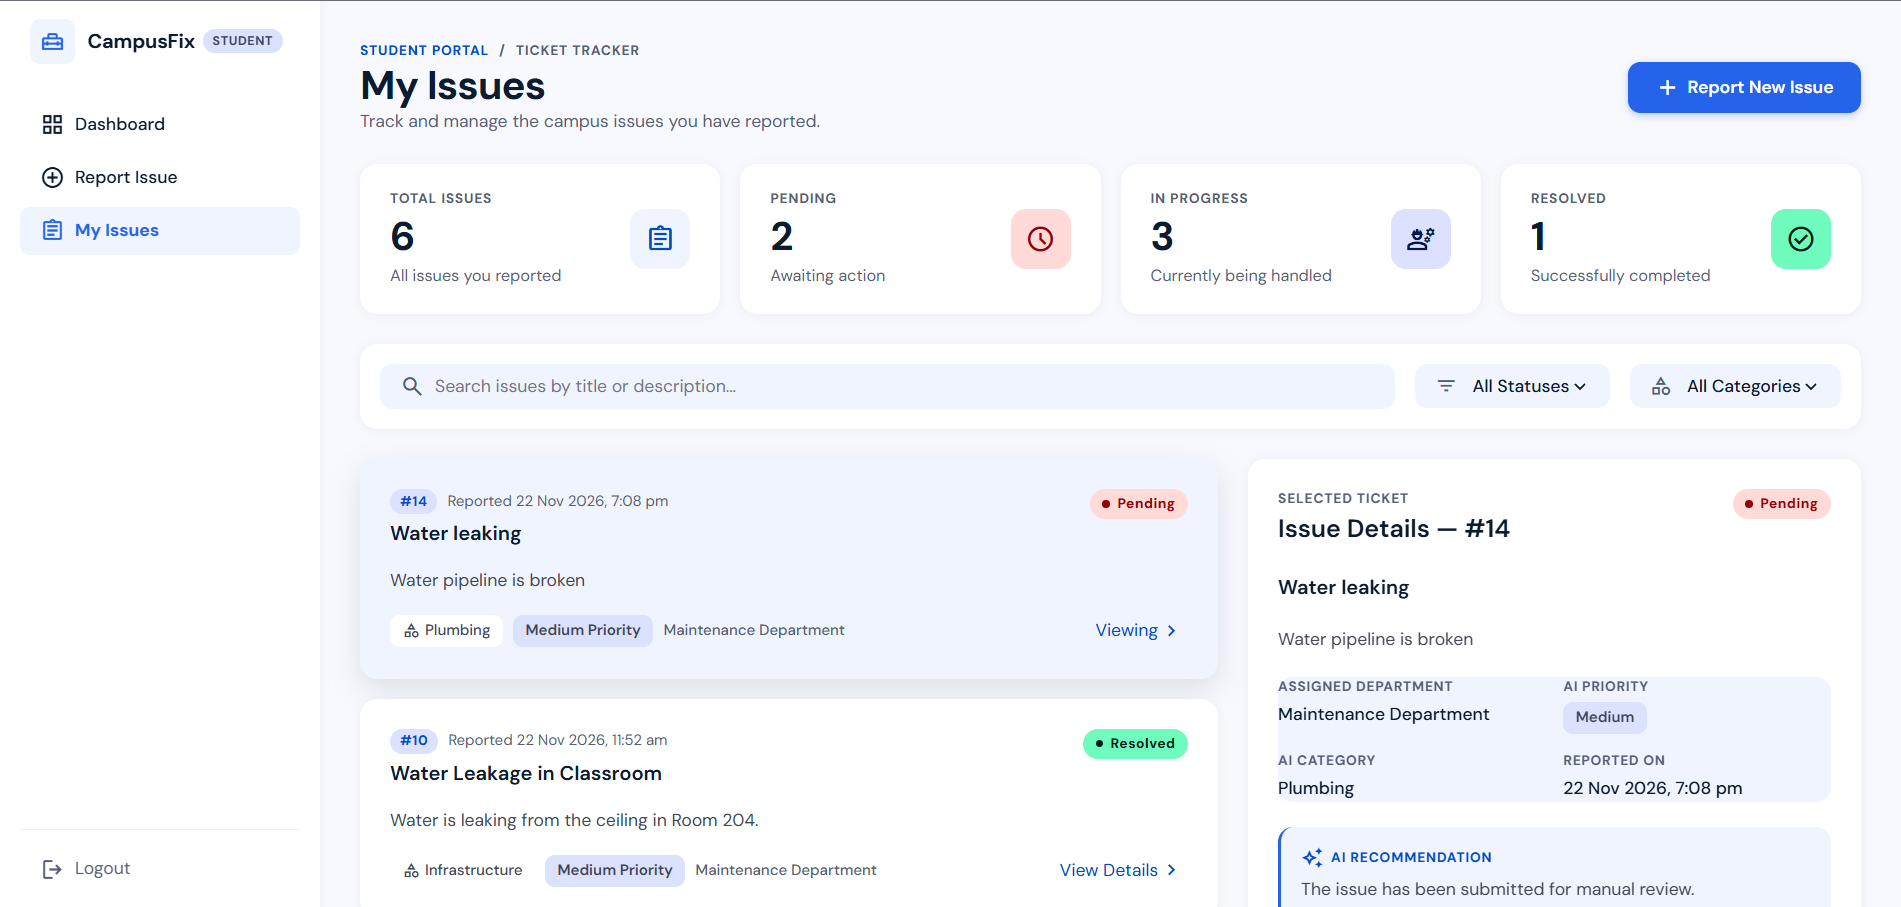 CampusFix STUDENT
Dashboard
Report Issue
My Issues
Logout
STUDENT PORTAL / TICKET TRACKER
My Issues
Track and manage the campus issues you have reported.
Report New Issue
TOTAL ISSUES
6
All issues you reported
PENDING
2
Awaiting action
IN PROGRESS
3
Currently being handled
RESOLVED
1
Successfully completed
Search issues by title or description...
All Statuses
All Categories
#14 Reported 22 Nov 2026, 7:08 pm
Pending
Water leaking
Water pipeline is broken
Plumbing Medium Priority Maintenance Department
Viewing
#10 Reported 22 Nov 2026, 11:52 am
Resolved
Water Leakage in Classroom
Water is leaking from the ceiling in Room 204.
Infrastructure Medium Priority Maintenance Department
View Details
SELECTED TICKET
Pending
Issue Details — #14
Water leaking
Water pipeline is broken
ASSIGNED DEPARTMENT
Maintenance Department
AI PRIORITY
Medium
AI CATEGORY
Plumbing
REPORTED ON
22 Nov 2026, 7:08 pm
AI RECOMMENDATION
The issue has been submitted for manual review.